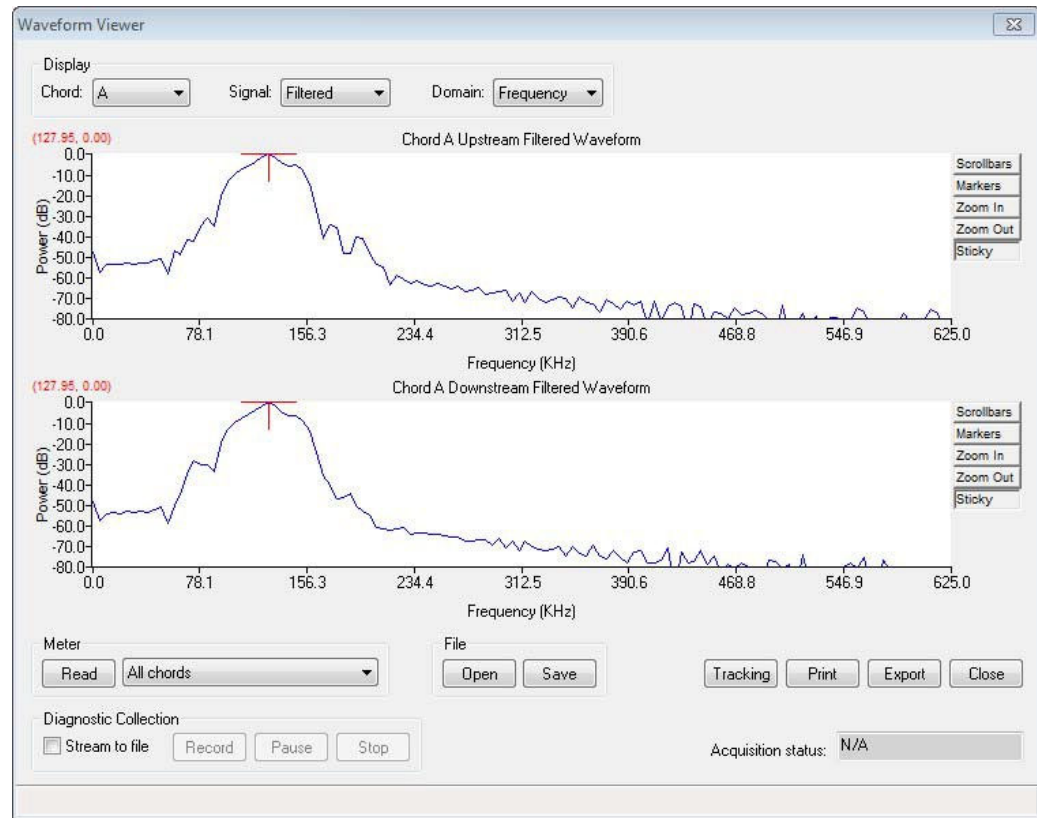 Waveform Viewer
Display
Chord: A Signal: Filtered Domain: Frequency
(127.95, 0.00) Chord A Upstream Filtered Waveform
0.0
-10.0
-20.0
-30.0
-40.0
-50.0
-60.0
-70.0
-80.0
Power (dB)
0.0 78.1 156.3 234.4 312.5 390.6 468.8 546.9 625.0
Frequency (KHz)
Scrollbars
Markers
Zoom In
Zoom Out
Sticky
(127.95, 0.00) Chord A Downstream Filtered Waveform
0.0
-10.0
-20.0
-30.0
-40.0
-50.0
-60.0
-70.0
-80.0
Power (dB)
0.0 78.1 156.3 234.4 312.5 390.6 468.8 546.9 625.0
Frequency (KHz)
Scrollbars
Markers
Zoom In
Zoom Out
Sticky
Meter
Read All chords
File
Open Save
Tracking Print Export Close
Diagnostic Collection
Stream to file Record Pause Stop
Acquisition status: N/A